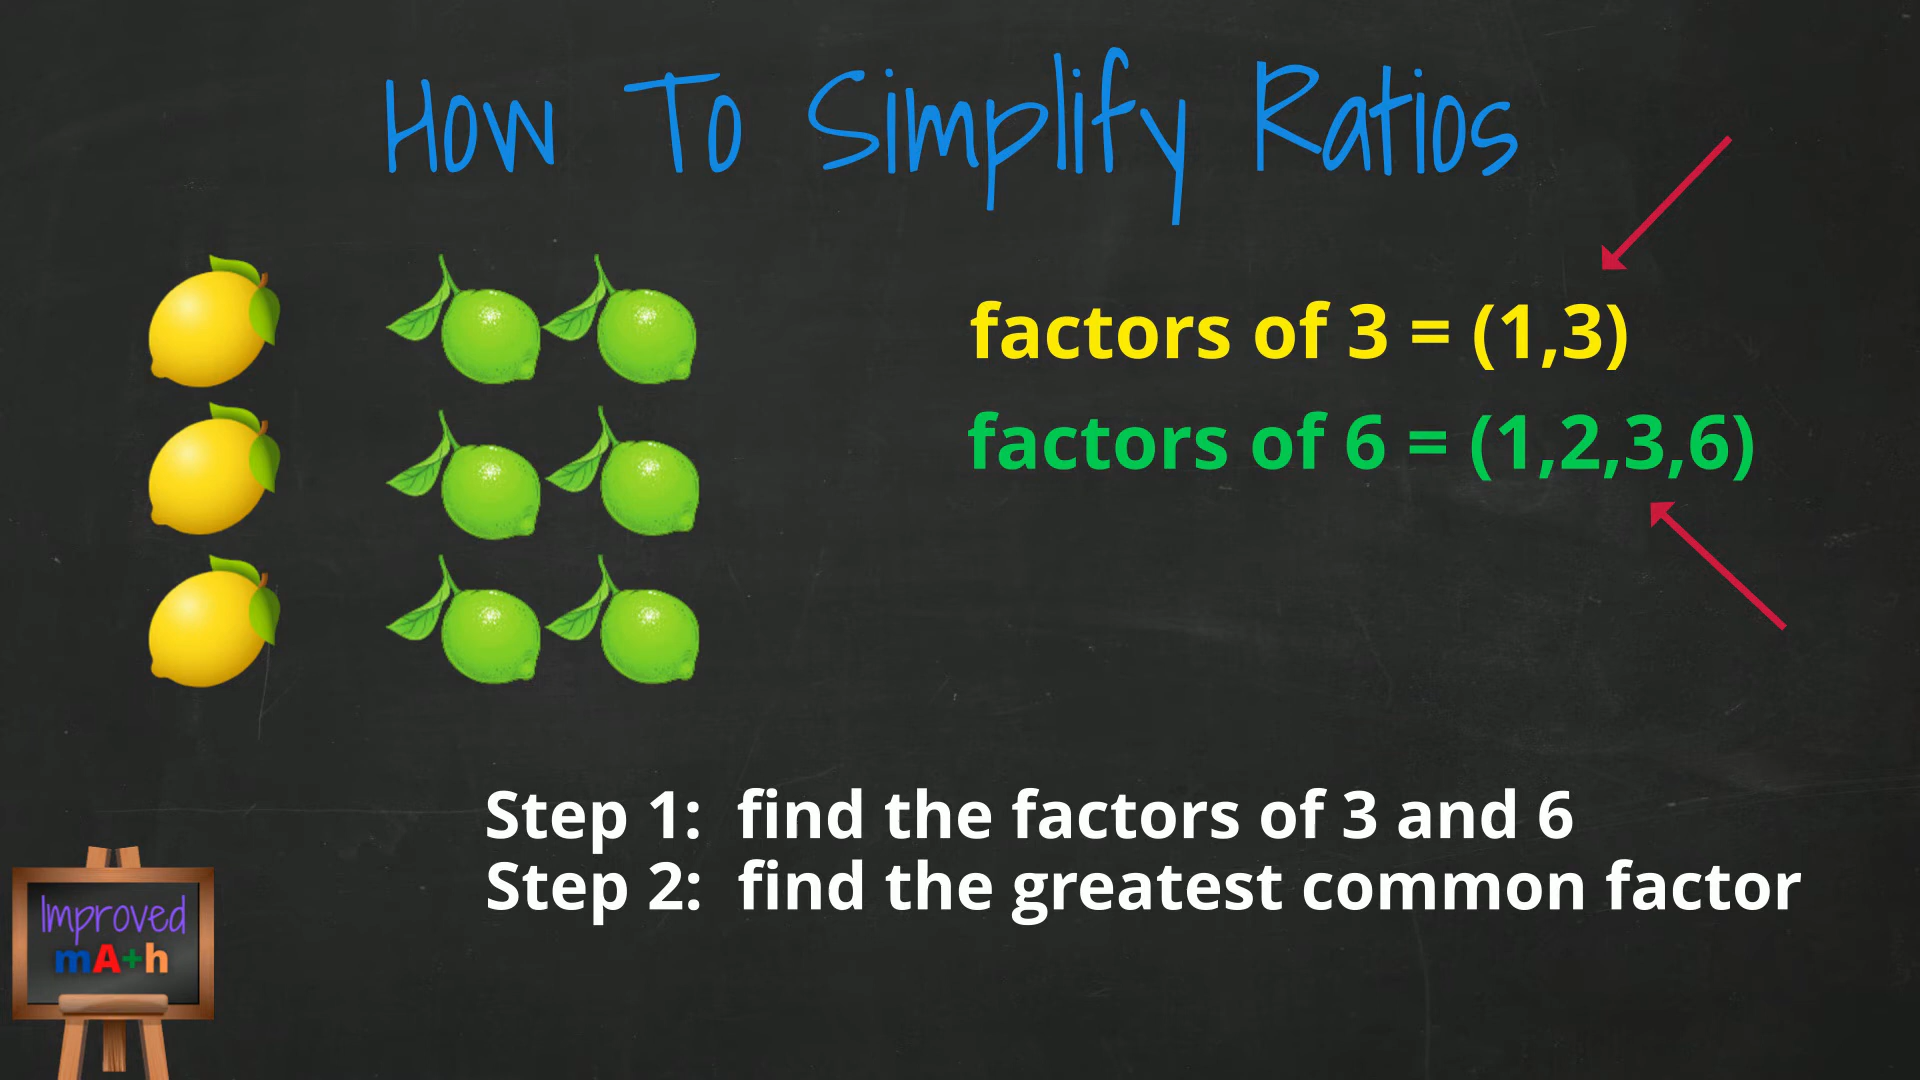 How To Simplify Ratios
factors of 3 = (1,3)
factors of 6 = (1,2,3,6)
Step 1: find the factors of 3 and 6
Step 2: find the greatest common factor
Improved
mA+h